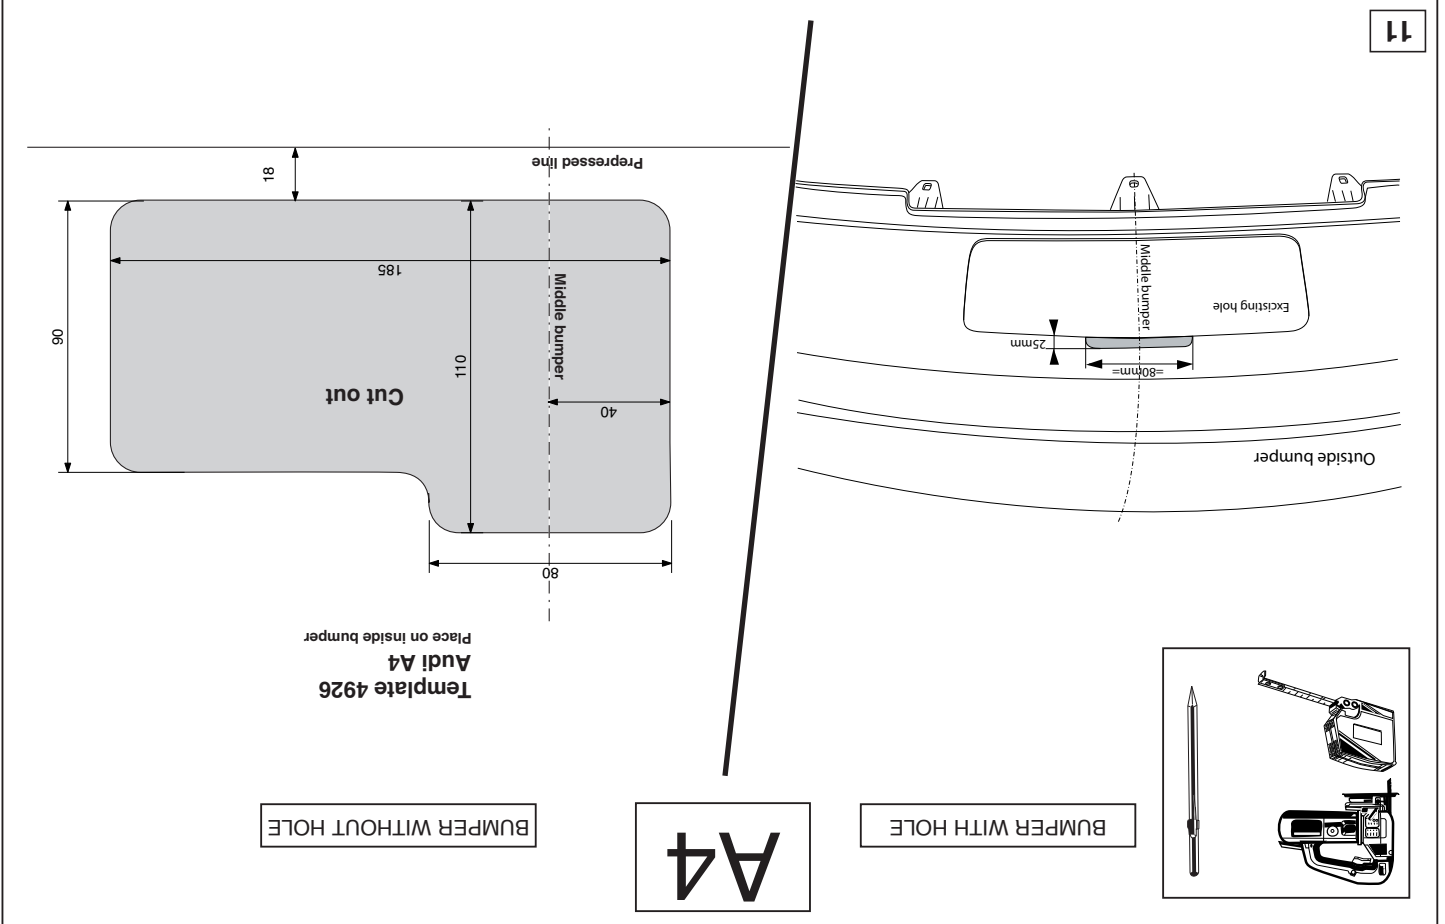 BUMPER WITH HOLE
A4
BUMPER WITHOUT HOLE
Outside bumper
=80mm=
25mm
Excisting hole
Middle bumper
Template 4926
Audi A4
Place on inside bumper
80
40
Cut out
110
Middle bumper
90
185
18
Prepressed line
11